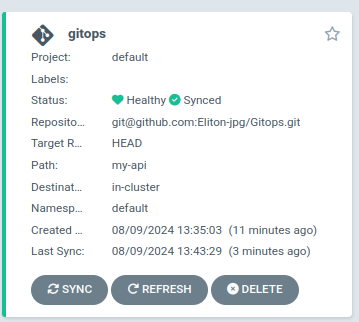 gitops
Project: default
Labels:
Status: Healthy Synced
Reposito... git@github.com:Eliton-jpg/Gitops.git
Target R... HEAD
Path: my-api
Destinat... in-cluster
Namesp... default
Created ... 08/09/2024 13:35:03 (11 minutes ago)
Last Sync: 08/09/2024 13:43:29 (3 minutes ago)
SYNC REFRESH DELETE